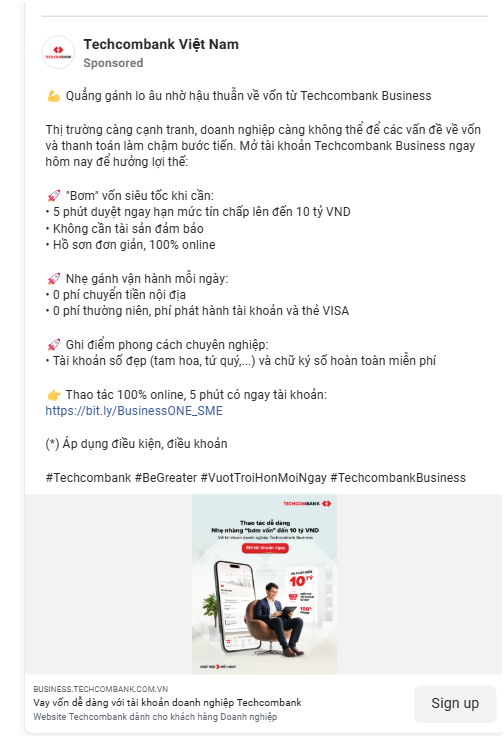 Techcombank Việt Nam
Sponsored
💪 Quẳng gánh lo âu nhờ hậu thuẫn về vốn từ Techcombank Business
Thị trường càng cạnh tranh, doanh nghiệp càng không thể để các vấn đề về vốn
và thanh toán làm chậm bước tiến. Mở tài khoản Techcombank Business ngay
hôm nay để hưởng lợi thế:
🚀 "Bơm" vốn siêu tốc khi cần:
• 5 phút duyệt ngay hạn mức tín chấp lên đến 10 tỷ VND
• Không cần tài sản đảm bảo
• Hồ sơn đơn giản, 100% online
🚀 Nhẹ gánh vận hành mỗi ngày:
• 0 phí chuyển tiền nội địa
• 0 phí thường niên, phí phát hành tài khoản và thẻ VISA
🚀 Ghi điểm phong cách chuyên nghiệp:
• Tài khoản số đẹp (tam hoa, tứ quý,...) và chữ ký số hoàn toàn miễn phí
👉 Thao tác 100% online, 5 phút có ngay tài khoản:
https://bit.ly/BusinessONE_SME
(*) Áp dụng điều kiện, điều khoản
#Techcombank #BeGreater #VuotTroiHonMoiNgay #TechcombankBusiness
TECHCOMBANK
Thao tác dễ dàng
Nhẹ nhàng "bơm vốn" đến 10 tỷ VND
Với tài khoản doanh nghiệp Techcombank Business
Mở tài khoản ngay
10 TỶ
100%
VƯỢT TRỘI HƠN MỖI NGÀY
BUSINESS.TECHCOMBANK.COM.VN
Vay vốn dễ dàng với tài khoản doanh nghiệp Techcombank
Website Techcombank dành cho khách hàng Doanh nghiệp
Sign up